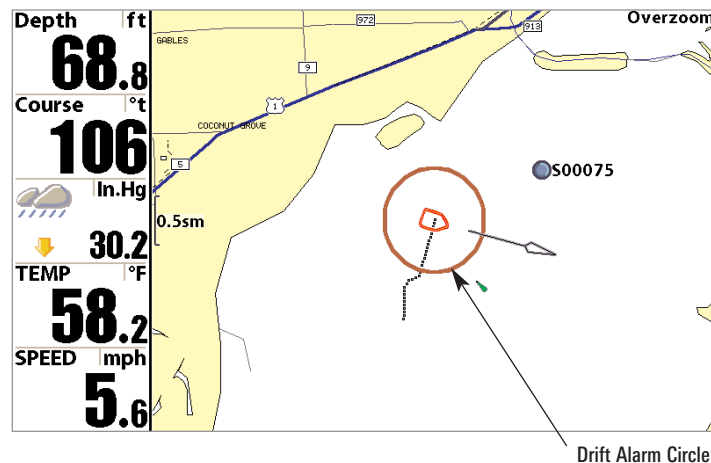 Depth ft
68.8
Course °t
106
In.Hg
30.2
TEMP °F
58.2
SPEED mph
5.6
Overzoom
972
913
GABLES
9
1
COCONUT GROVE
5
S00075
0.5sm
Drift Alarm Circle